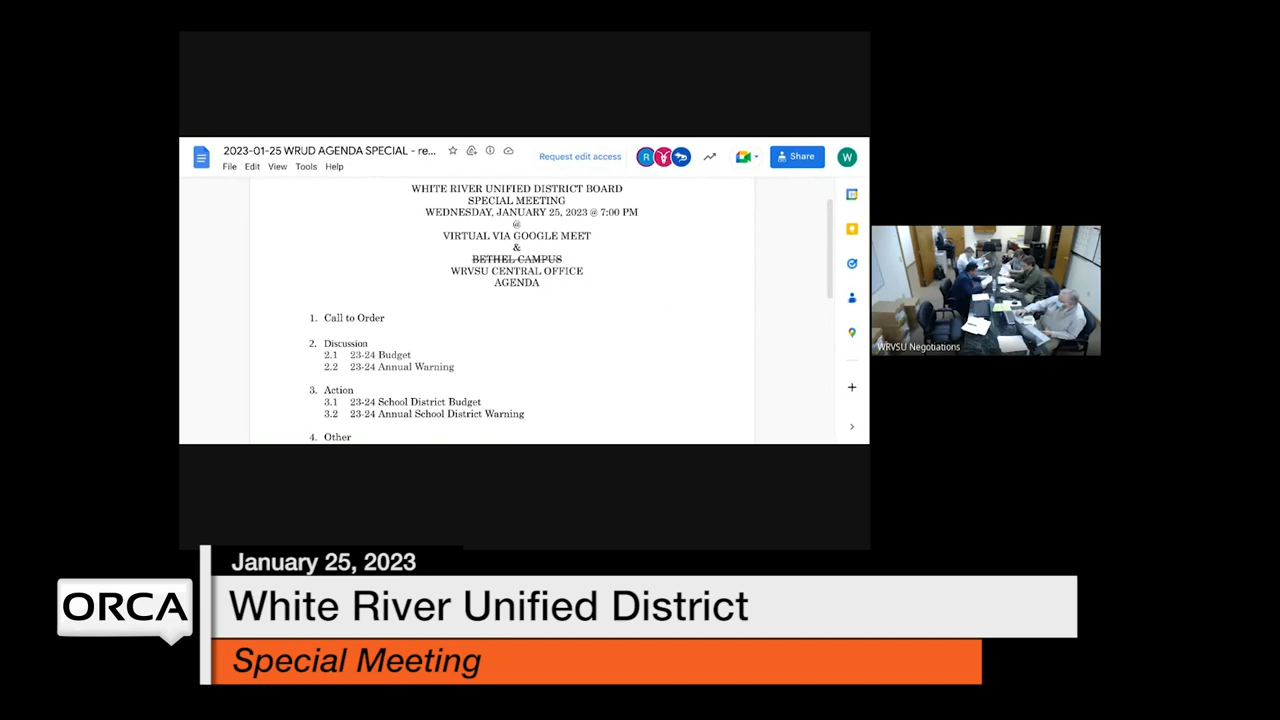 2023-01-25 WRUD AGENDA SPECIAL - re...
File Edit View Tools Help
Request edit access
R
Share
W
WHITE RIVER UNIFIED DISTRICT BOARD
SPECIAL MEETING
WEDNESDAY, JANUARY 25, 2023 @ 7:00 PM
@
VIRTUAL VIA GOOGLE MEET
&
BETHEL CAMPUS
WRVSU CENTRAL OFFICE
AGENDA
1. Call to Order
2. Discussion
2.1 23-24 Budget
2.2 23-24 Annual Warning
3. Action
3.1 23-24 School District Budget
3.2 23-24 Annual School District Warning
4. Other
WRVSU Negotiations
January 25, 2023
ORCA
White River Unified District
Special Meeting